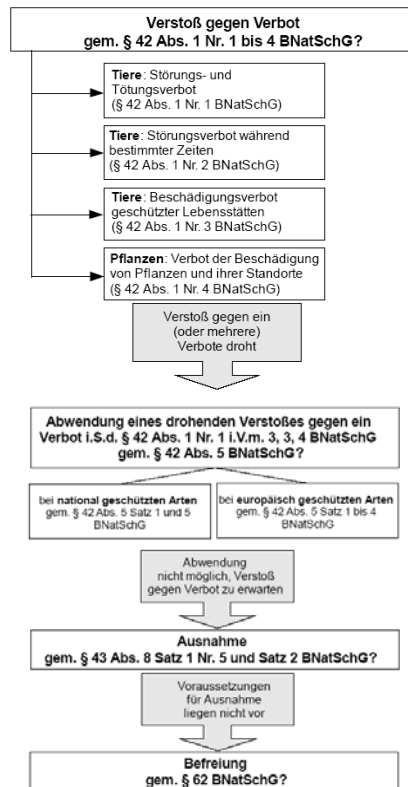 Verstoß gegen Verbot
gem. § 42 Abs. 1 Nr. 1 bis 4 BNatSchG?
Tiere: Störungs- und
Tötungsverbot
(§ 42 Abs. 1 Nr. 1 BNatSchG)
Tiere: Störungsverbot während
bestimmter Zeiten
(§ 42 Abs. 1 Nr. 2 BNatSchG)
Tiere: Beschädigungsverbot
geschützter Lebensstätten
(§ 42 Abs. 1 Nr. 3 BNatSchG)
Pflanzen: Verbot der Beschädigung
von Pflanzen und ihrer Standorte
(§ 42 Abs. 1 Nr. 4 BNatSchG)
Verstoß gegen ein
(oder mehrere)
Verbote droht
Abwendung eines drohenden Verstoßes gegen ein
Verbot i.S.d. § 42 Abs. 1 Nr. 1 i.V.m. 3, 3, 4 BNatSchG
gem. § 42 Abs. 5 BNatSchG?
bei national geschützten Arten
gem. § 42 Abs. 5 Satz 1 und 5
BNatSchG
bei europäisch geschützten Arten
gem. § 42 Abs. 5 Satz 1 bis 4
BNatSchG
Abwendung
nicht möglich, Verstoß
gegen Verbot zu erwarten
Ausnahme
gem. § 43 Abs. 8 Satz 1 Nr. 5 und Satz 2 BNatSchG?
Voraussetzungen
für Ausnahme
liegen nicht vor
Befreiung
gem. § 62 BNatSchG?